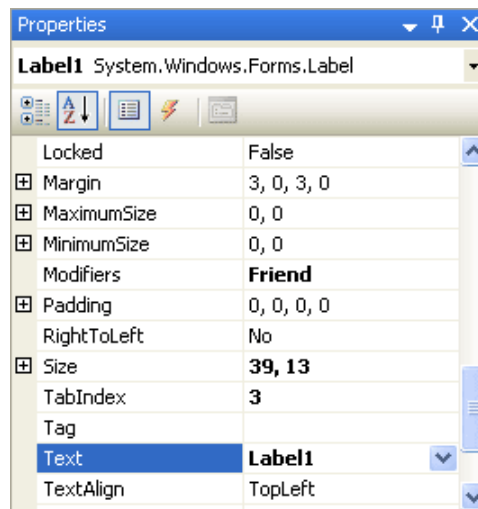 Properties
Label1 System.Windows.Forms.Label
Locked False
Margin 3, 0, 3, 0
MaximumSize 0, 0
MinimumSize 0, 0
Modifiers Friend
Padding 0, 0, 0, 0
RightToLeft No
Size 39, 13
TabIndex 3
Tag
Text Label1
TextAlign TopLeft